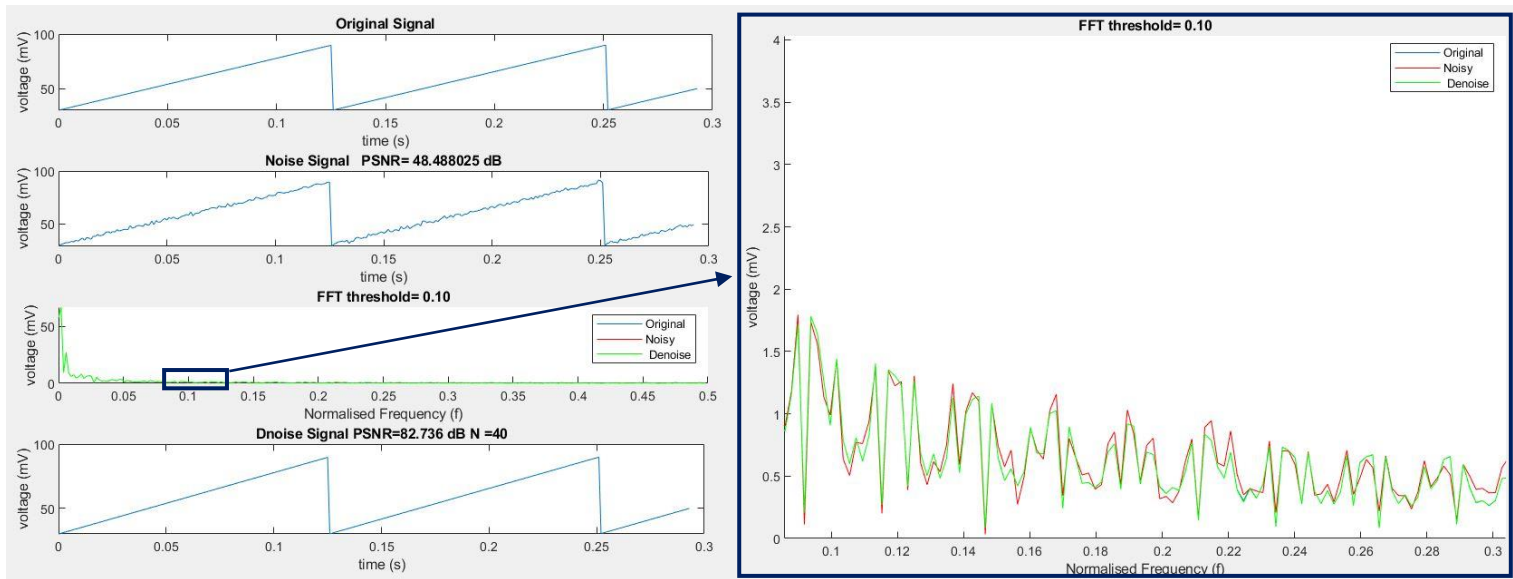 Original Signal
voltage (mV)
100
50
0 0.05 0.1 0.15 0.2 0.25 0.3
time (s)
Noise Signal PSNR= 48.488025 dB
voltage (mV)
100
50
0 0.05 0.1 0.15 0.2 0.25 0.3
time (s)
FFT threshold= 0.10
voltage (mV)
50
0
Original
Noisy
Denoise
0 0.05 0.1 0.15 0.2 0.25 0.3 0.35 0.4 0.45 0.5
Normalised Frequency (f)
Dnoise Signal PSNR=82.736 dB N =40
voltage (mV)
100
50
0 0.05 0.1 0.15 0.2 0.25 0.3
time (s)
FFT threshold= 0.10
Original
Noisy
Denoise
voltage (mV)
4
3.5
3
2.5
2
1.5
1
0.5
0
0.1 0.12 0.14 0.16 0.18 0.2 0.22 0.24 0.26 0.28 0.3
Normalised Frequency (f)